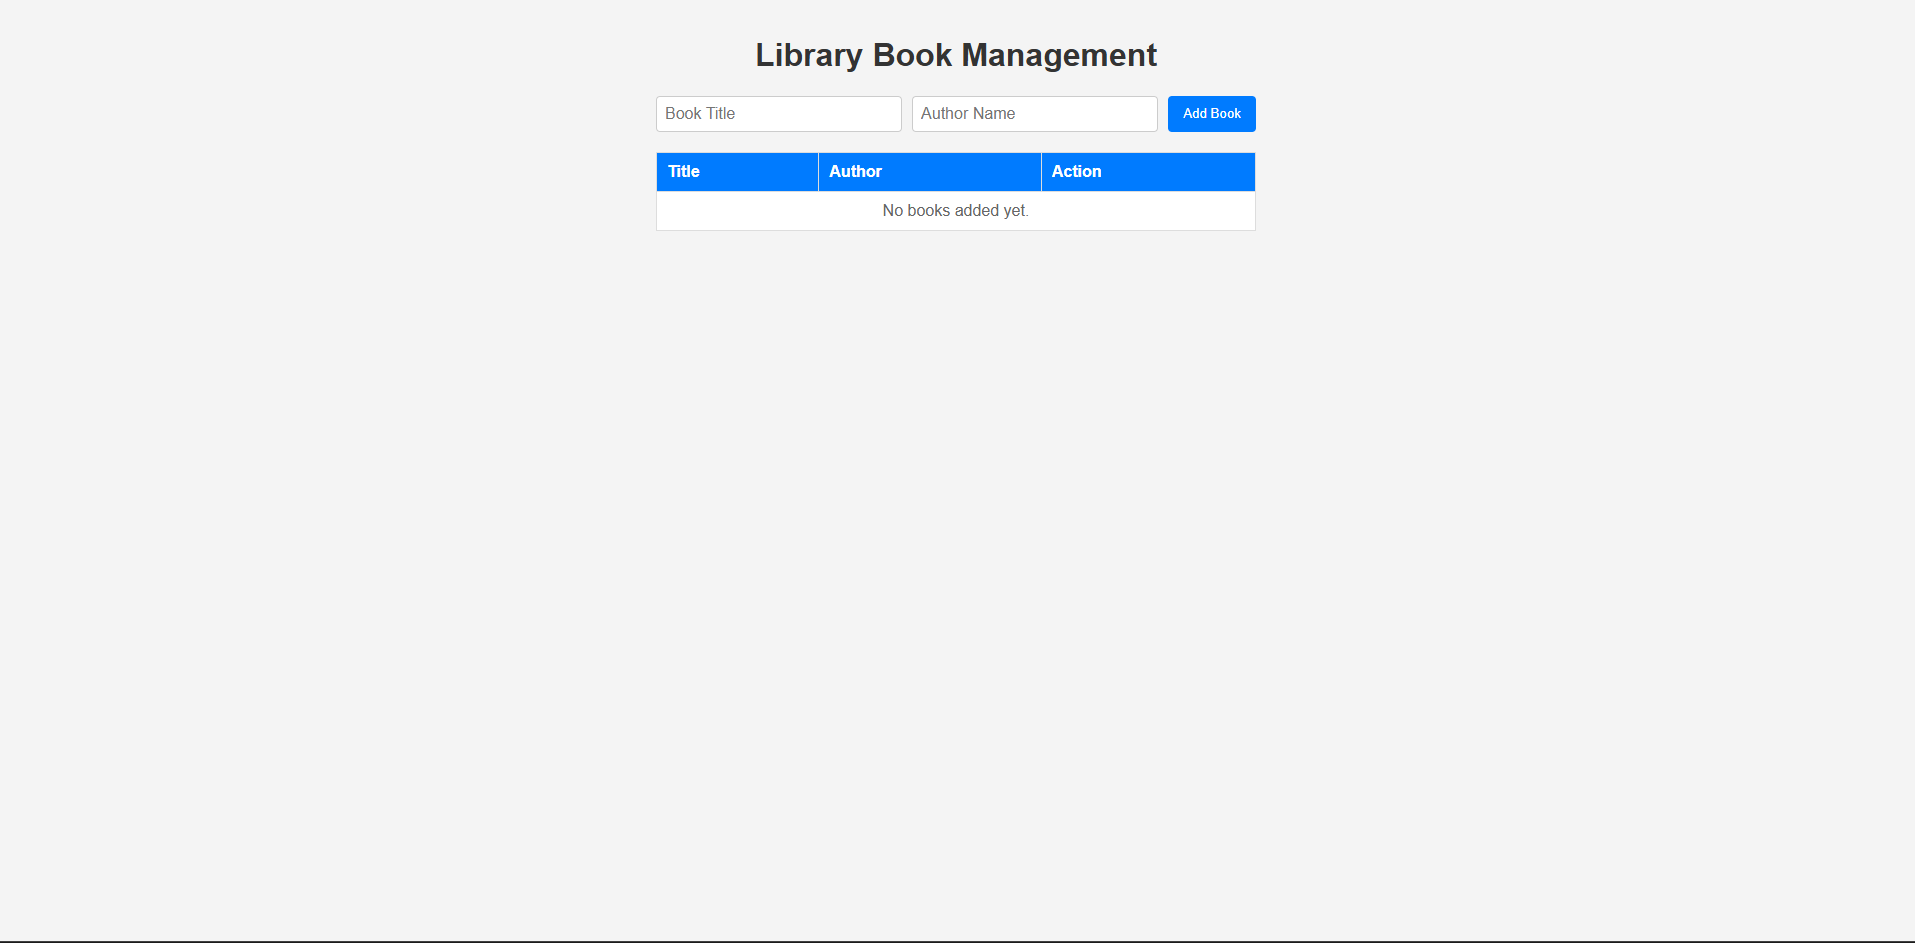 Library Book Management
Book Title Author Name Add Book
Title Author Action
No books added yet.